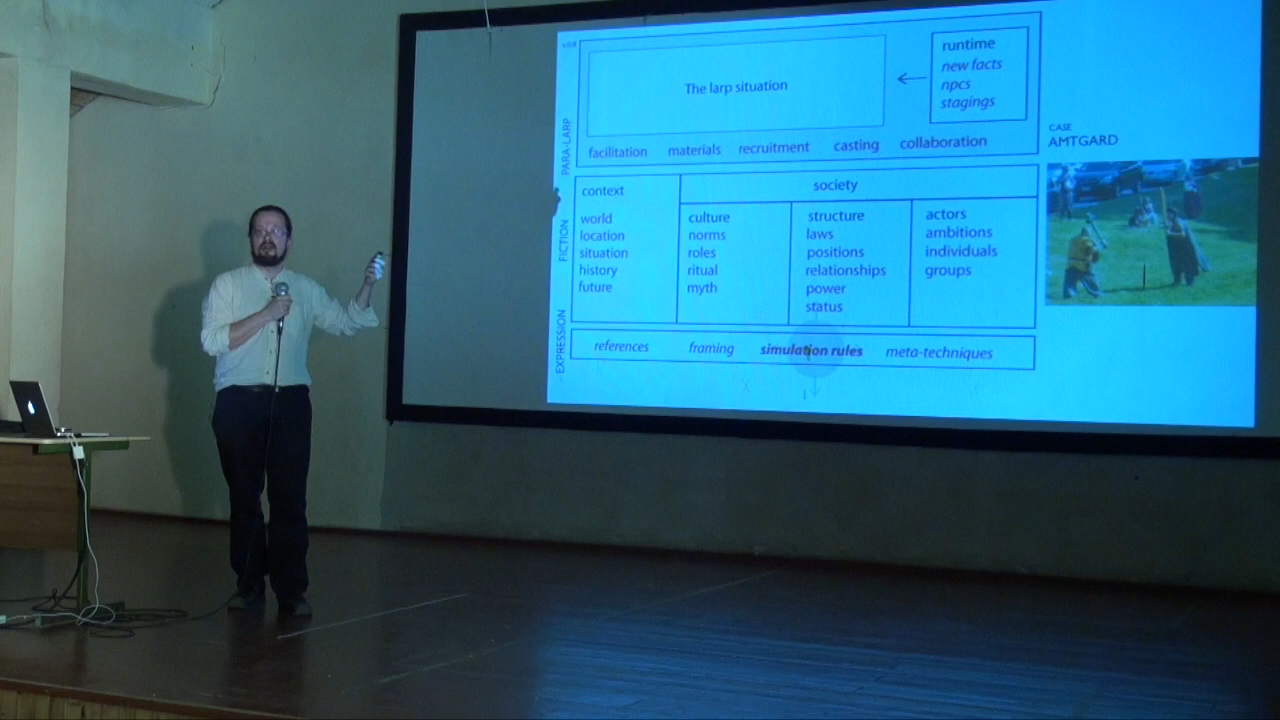 v0.9
The larp situation
runtime
new facts
npcs
stagings
facilitation materials recruitment casting collaboration
PARA-LARP
CASE
AMTGARD
context
society
world
location
situation
history
future
culture
norms
roles
ritual
myth
structure
laws
positions
relationships
power
status
actors
ambitions
individuals
groups
FICTION
references framing simulation rules meta-techniques
EXPRESSION